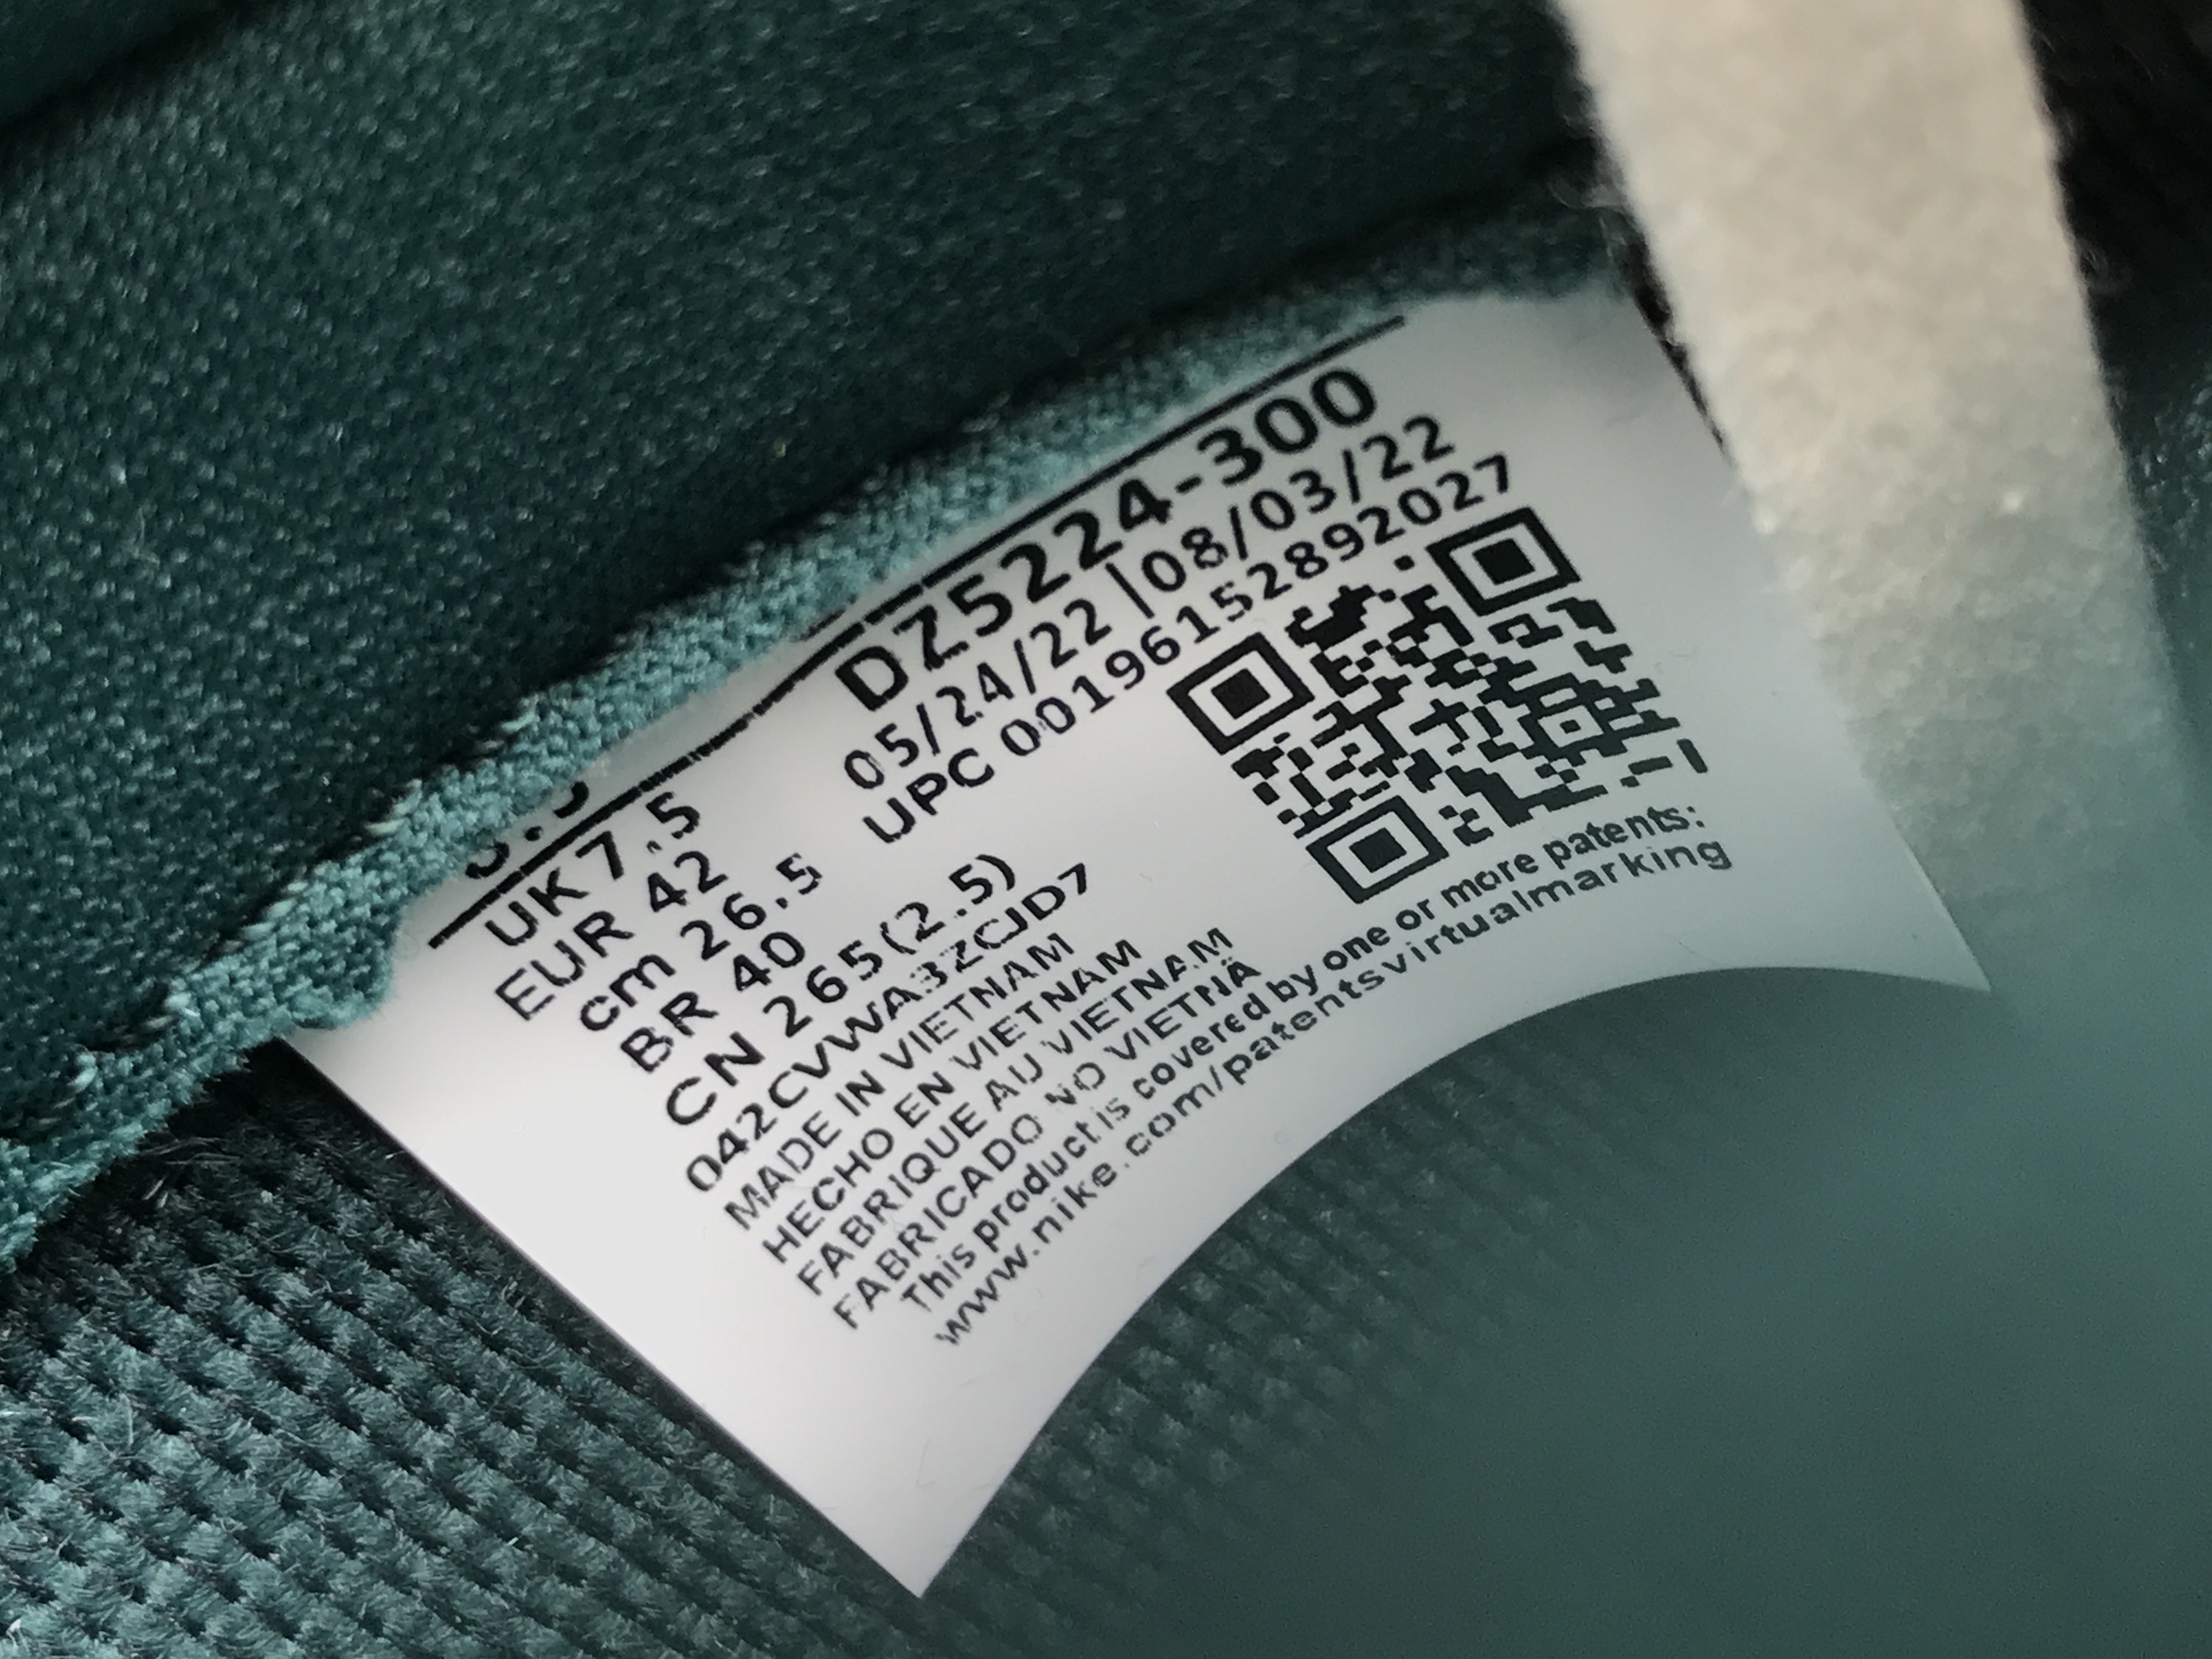 DZ5224-300
05/24/22 | 08/03/22
UPC 00196152892027
UK 7.5
EUR 42
cm 26.5
BR 40
CN 265(2.5)
042CVWA3ZCJD7
MADE IN VIETNAM
HECHO EN VIETNAM
FABRIQUE AU VIETNAM
FABRICADO NO VIETNÃ
This product is covered by one or more patents:
www.nike.com/patentsvirtualmarking